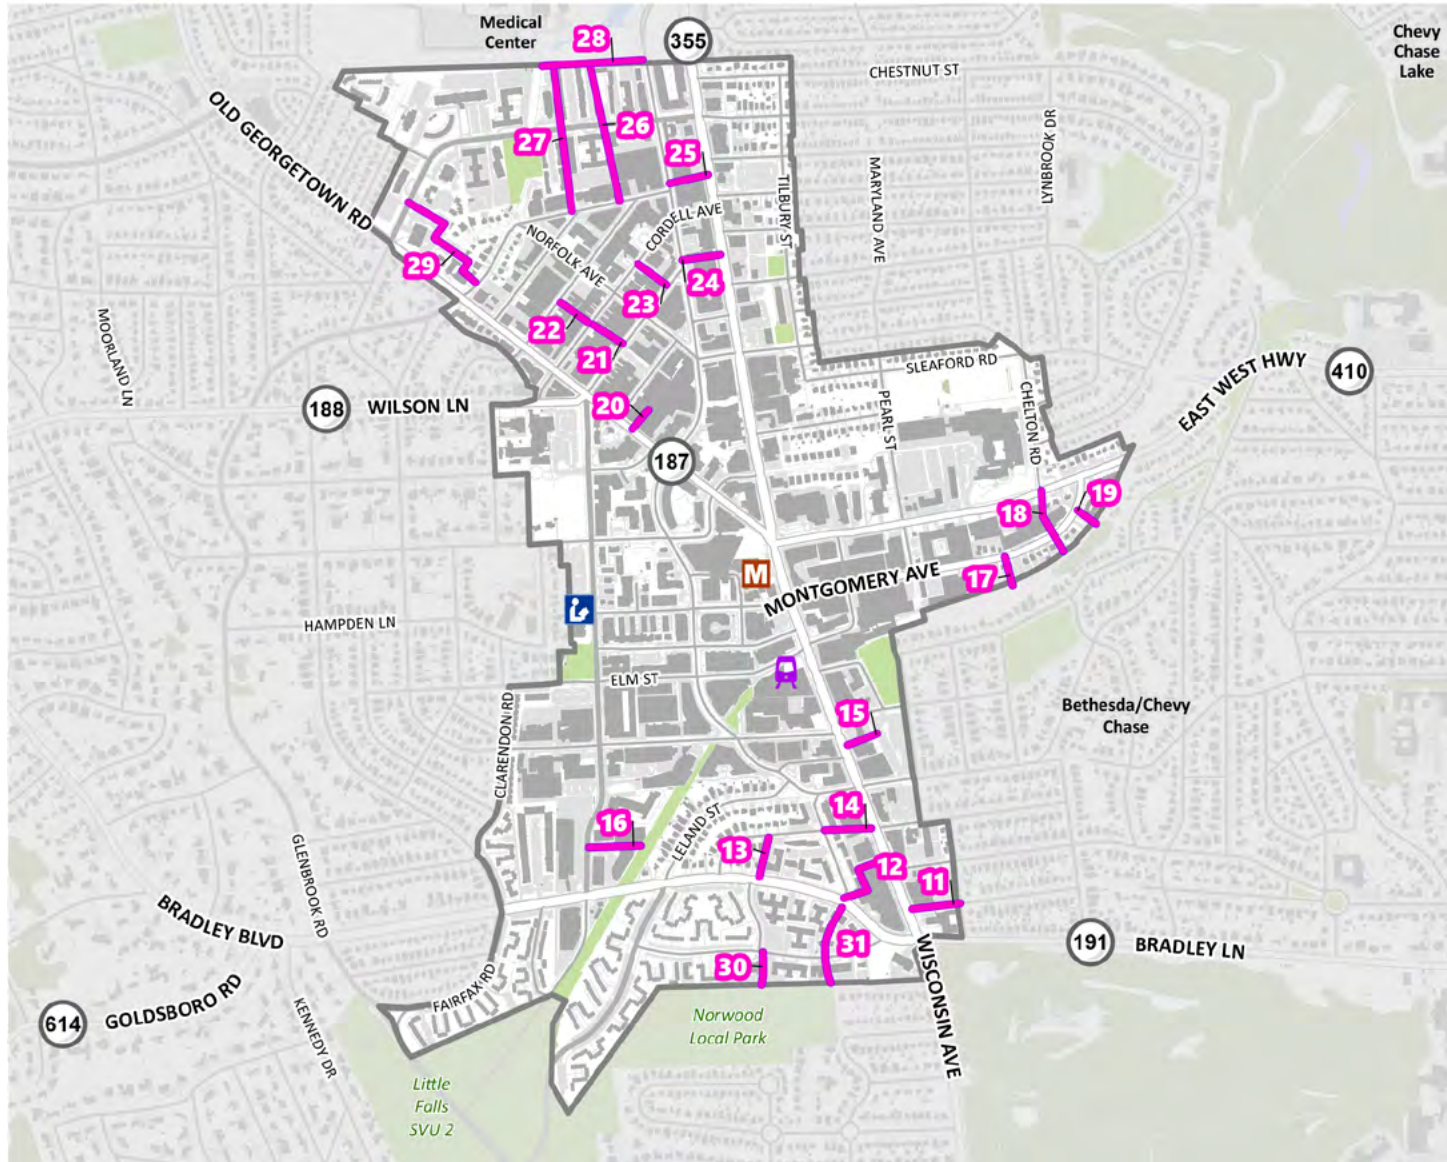 Medical
Center
28
355
Chevy
Chase
Lake
CHESTNUT ST
OLD GEORGETOWN RD
27
26
25
LYNBROOK DR
MARYLAND AVE
TILBURY ST
CORDELL AVE
NORFOLK AVE
29
24
23
22
21
MOORLAND LN
SLEAFORD RD
EAST WEST HWY
410
188
WILSON LN
20
PEARL ST
CHELTON RD
187
19
18
M
MONTGOMERY AVE
17
HAMPDEN LN
ELM ST
CLARENDON RD
15
Bethesda/Chevy
Chase
16
LELAND ST
14
13
12
11
GLENBROOK RD
BRADLEY BLVD
31
30
WISCONSIN AVE
191
BRADLEY LN
FAIRFAX RD
614
GOLDSBORO RD
KENNEDY DR
Norwood
Local Park
Little
Falls
SVU 2